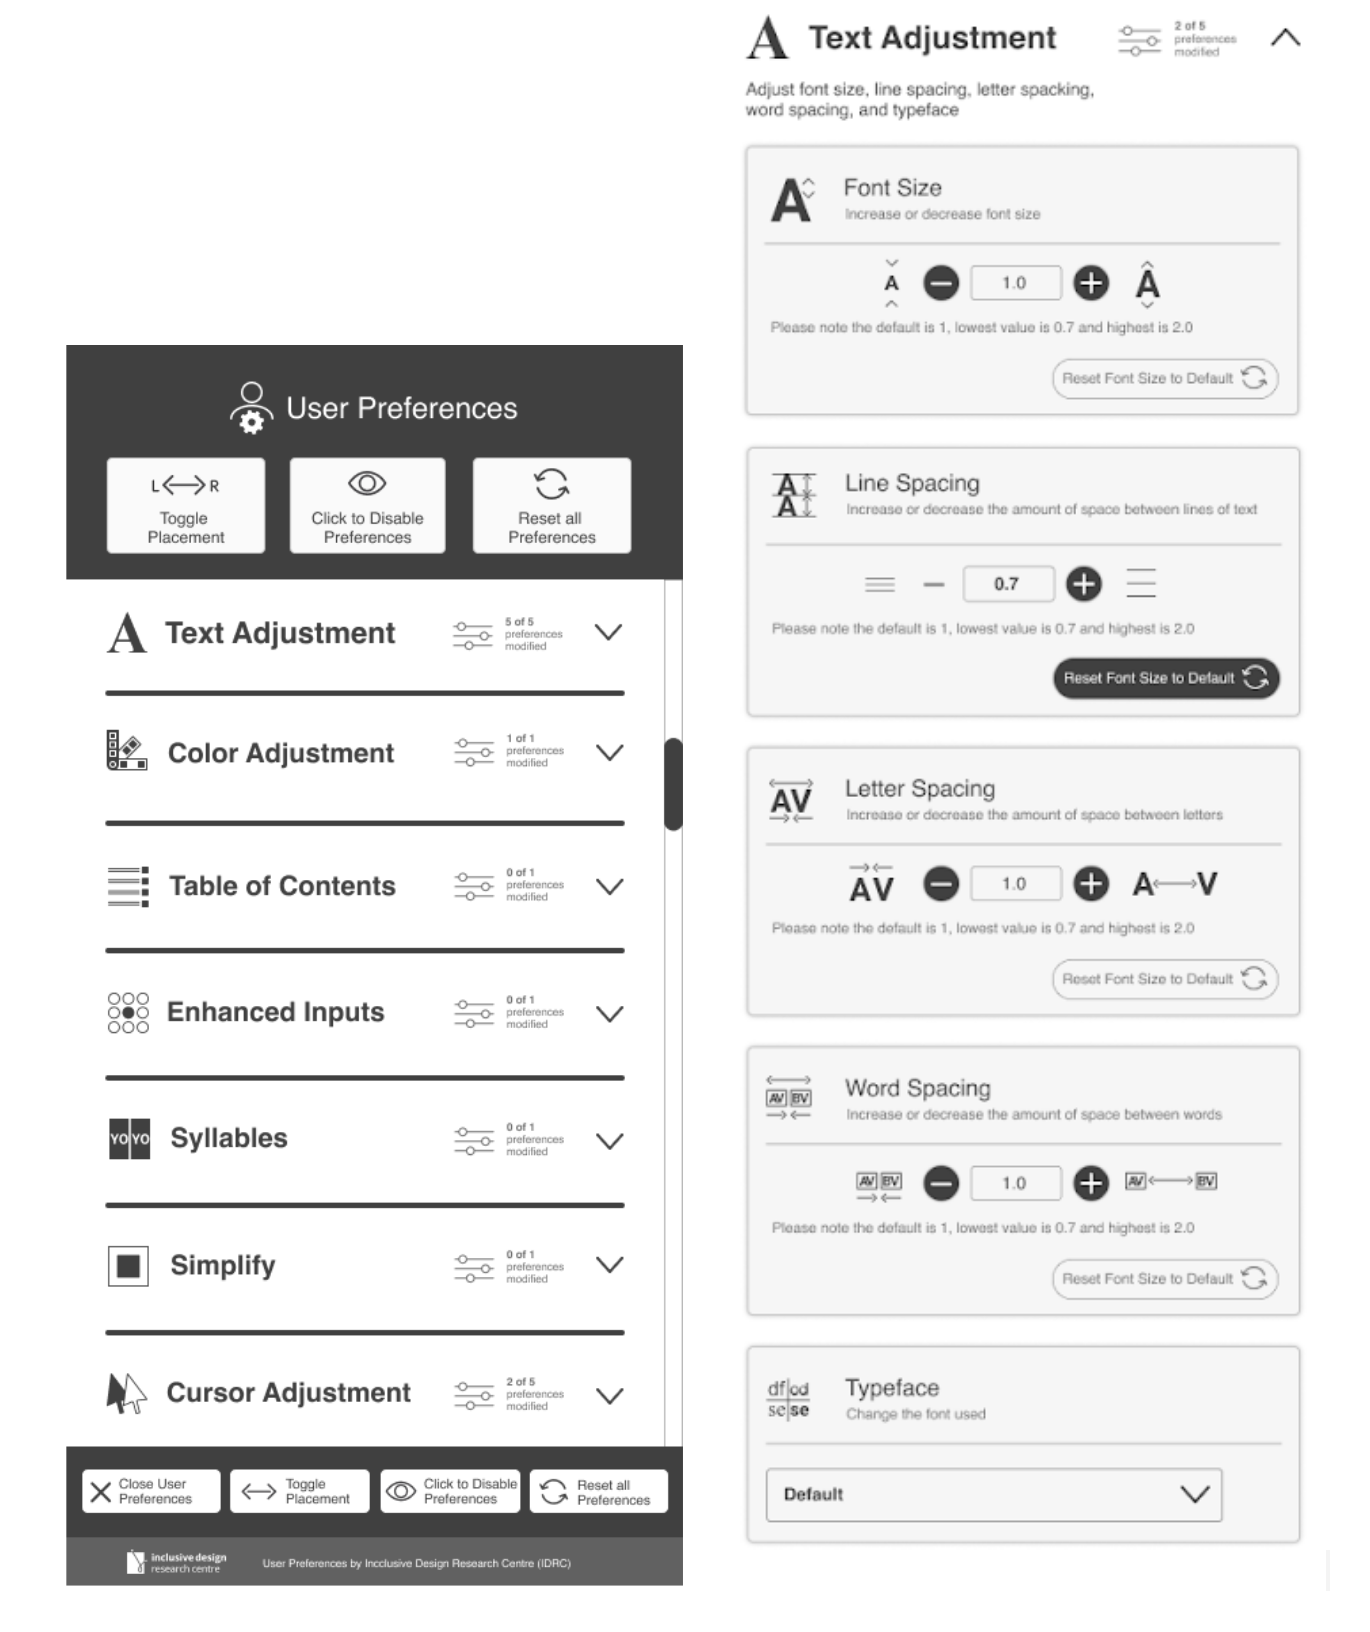 User Preferences
L R
Toggle
Placement
Click to Disable
Preferences
Reset all
Preferences
A Text Adjustment
5 of 5
preferences
modified
Color Adjustment
1 of 1
preferences
modified
Table of Contents
0 of 1
preferences
modified
Enhanced Inputs
0 of 1
preferences
modified
YO YO Syllables
0 of 1
preferences
modified
Simplify
0 of 1
preferences
modified
Cursor Adjustment
2 of 5
preferences
modified
Close User
Preferences
Toggle
Placement
Click to Disable
Preferences
Reset all
Preferences
inclusive design
research centre
User Preferences by Incclusive Design Research Centre (IDRC)
A Text Adjustment
2 of 5
preferences
modified
Adjust font size, line spacing, letter spacking,
word spacing, and typeface
A Font Size
Increase or decrease font size
A 1.0 A
Please note the default is 1, lowest value is 0.7 and highest is 2.0
Reset Font Size to Default
A
A
Line Spacing
Increase or decrease the amount of space between lines of text
0.7
Please note the default is 1, lowest value is 0.7 and highest is 2.0
Reset Font Size to Default
AV Letter Spacing
Increase or decrease the amount of space between letters
AV 1.0 A V
Please note the default is 1, lowest value is 0.7 and highest is 2.0
Reset Font Size to Default
AV BV Word Spacing
Increase or decrease the amount of space between words
AV BV 1.0 AV BV
Please note the default is 1, lowest value is 0.7 and highest is 2.0
Reset Font Size to Default
df od
se se
Typeface
Change the font used
Default